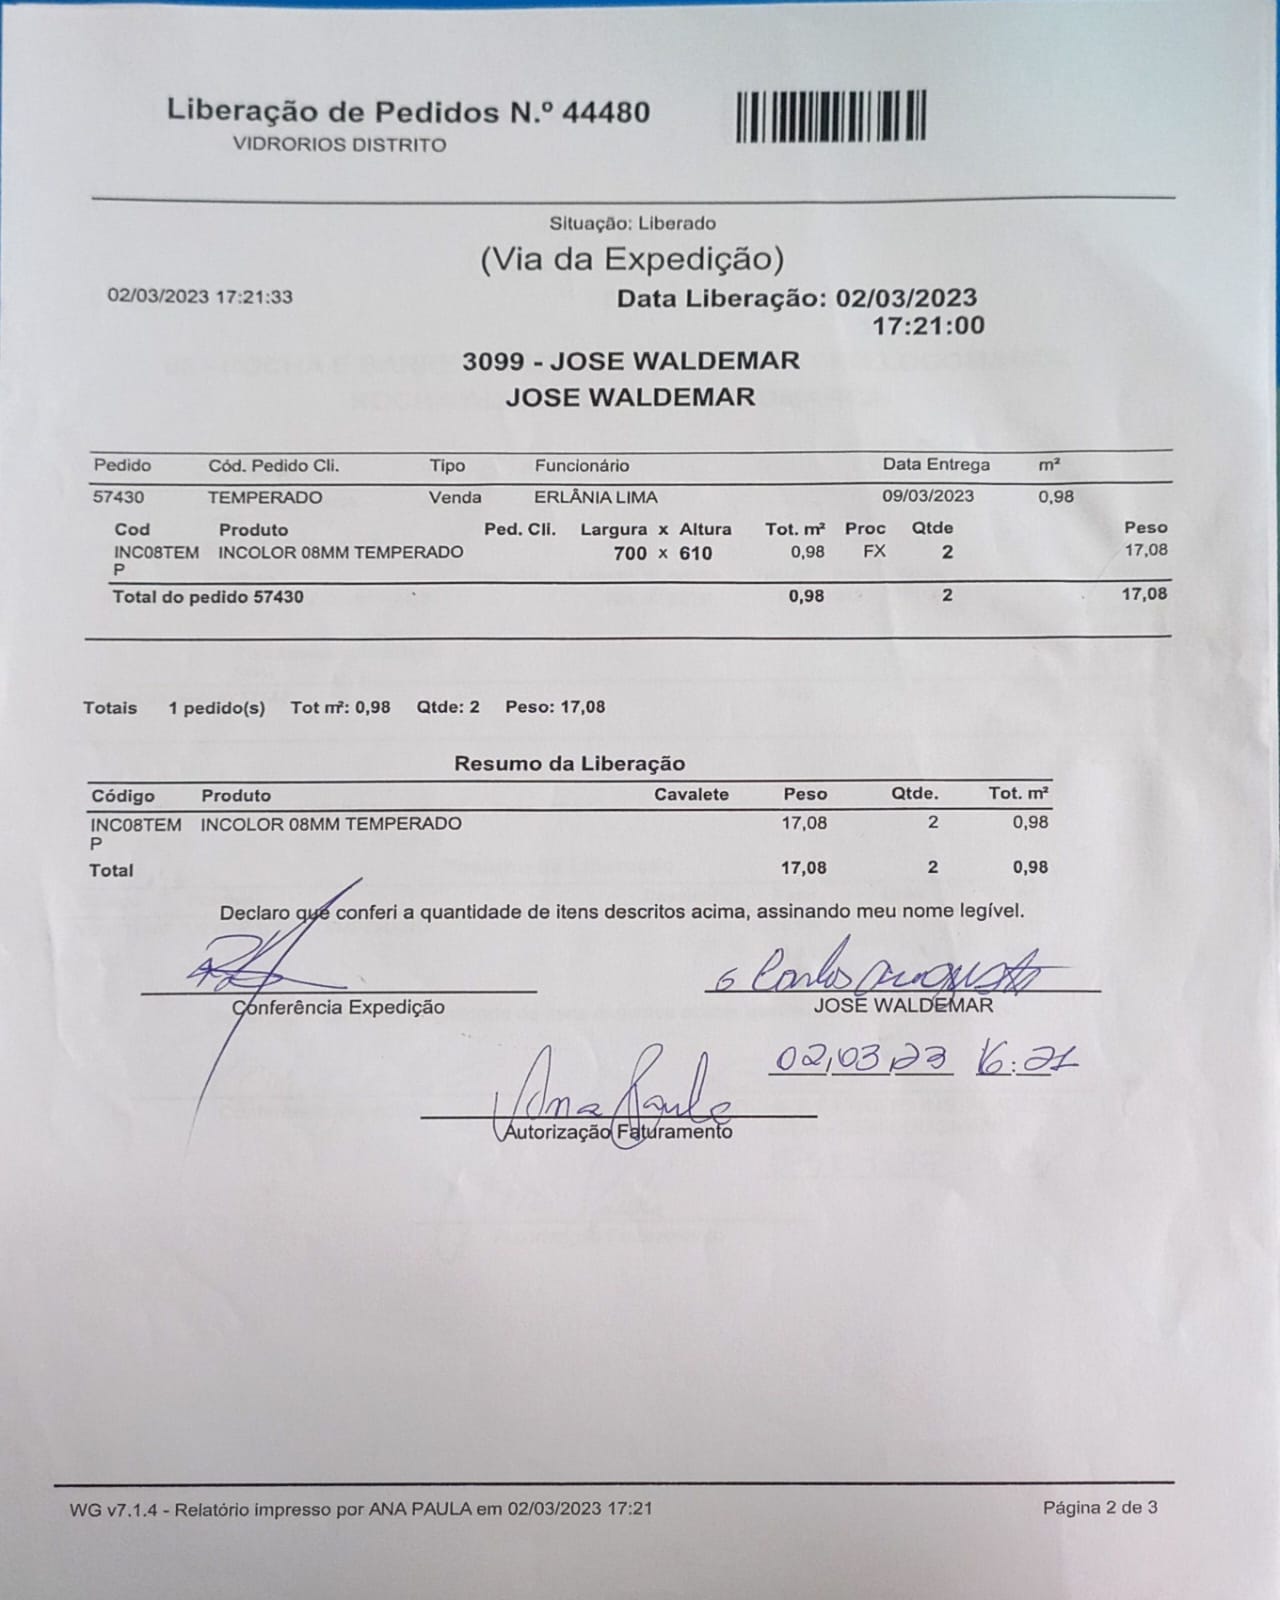 Liberação de Pedidos N.º 44480
VIDRORIOS DISTRITO
Situação: Liberado
(Via da Expedição)
02/03/2023 17:21:33 Data Liberação: 02/03/2023
17:21:00
3099 - JOSE WALDEMAR
JOSE WALDEMAR
Pedido Cód. Pedido Cli. Tipo Funcionário Data Entrega m²
57430 TEMPERADO Venda ERLÂNIA LIMA 09/03/2023 0,98
Cod Produto Ped. Cli. Largura x Altura Tot. m² Proc Qtde Peso
INC08TEM INCOLOR 08MM TEMPERADO 700 x 610 0,98 FX 2 17,08
P
Total do pedido 57430 0,98 2 17,08
Totais 1 pedido(s) Tot m²: 0,98 Qtde: 2 Peso: 17,08
Resumo da Liberação
Código Produto Cavalete Peso Qtde. Tot. m²
INC08TEM INCOLOR 08MM TEMPERADO 17,08 2 0,98
P
Total 17,08 2 0,98
Declaro que conferi a quantidade de itens descritos acima, assinando meu nome legível.
Carlos Augusto
Conferência Expedição JOSE WALDEMAR
02,03,23 16:21
Ana Paula
Autorização Faturamento
WG v7.1.4 - Relatório impresso por ANA PAULA em 02/03/2023 17:21 Página 2 de 3